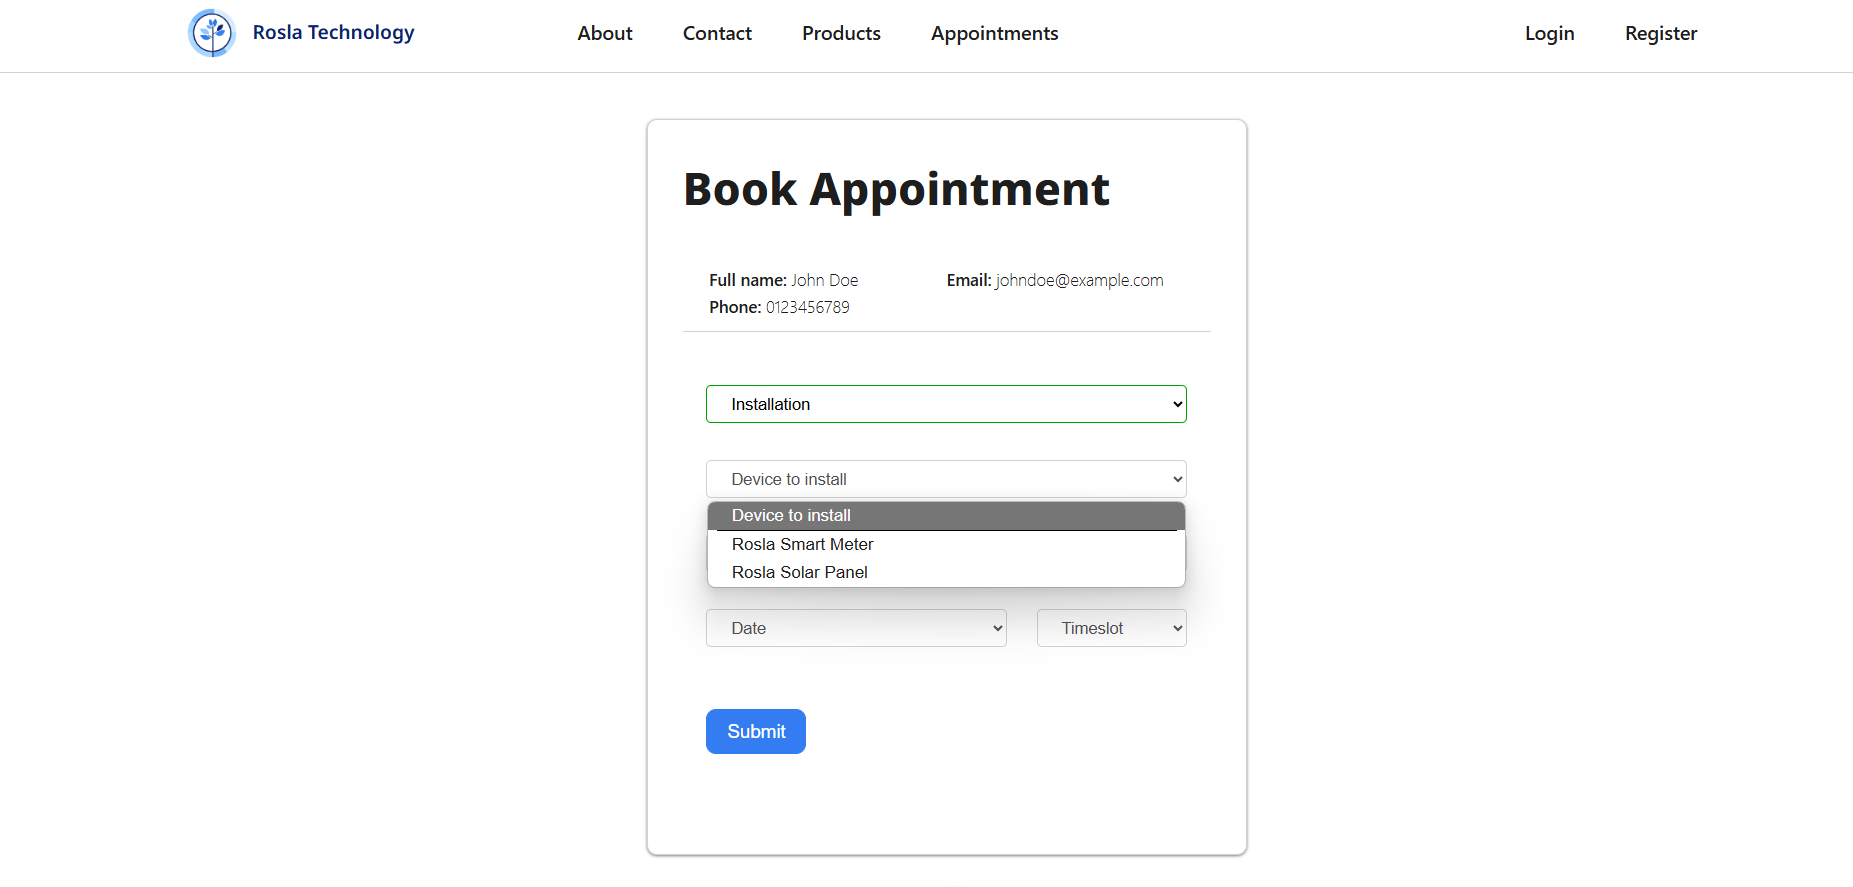 Rosla Technology
About
Contact
Products
Appointments
Login
Register
Book Appointment
Full name: John Doe
Email: johndoe@example.com
Phone: 0123456789
Installation
Device to install
Device to install
Rosla Smart Meter
Rosla Solar Panel
Date
Timeslot
Submit